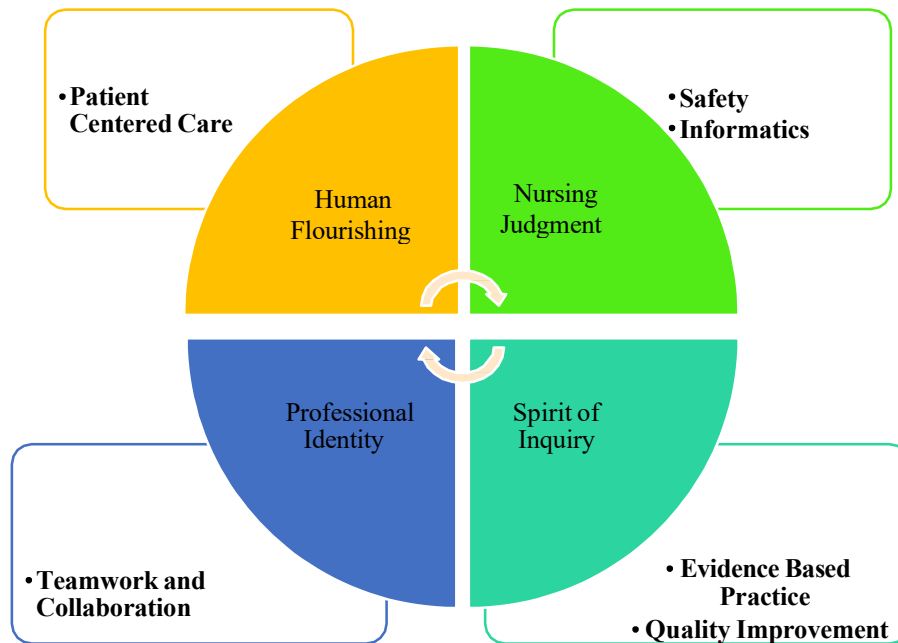 • Patient
Centered Care
• Safety
• Informatics
Human
Flourishing
Nursing
Judgment
Professional
Identity
Spirit of
Inquiry
• Teamwork and
Collaboration
• Evidence Based
Practice
• Quality Improvement